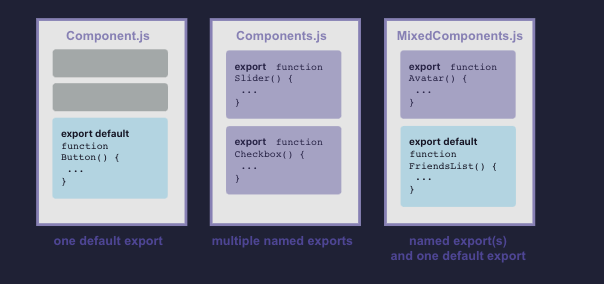 Component.js
export default
function
Button() {
...
}
one default export
Components.js
export function
Slider() {
...
}
export function
Checkbox() {
...
}
multiple named exports
MixedComponents.js
export function
Avatar() {
...
}
export default
function
FriendsList() {
...
}
named export(s)
and one default export